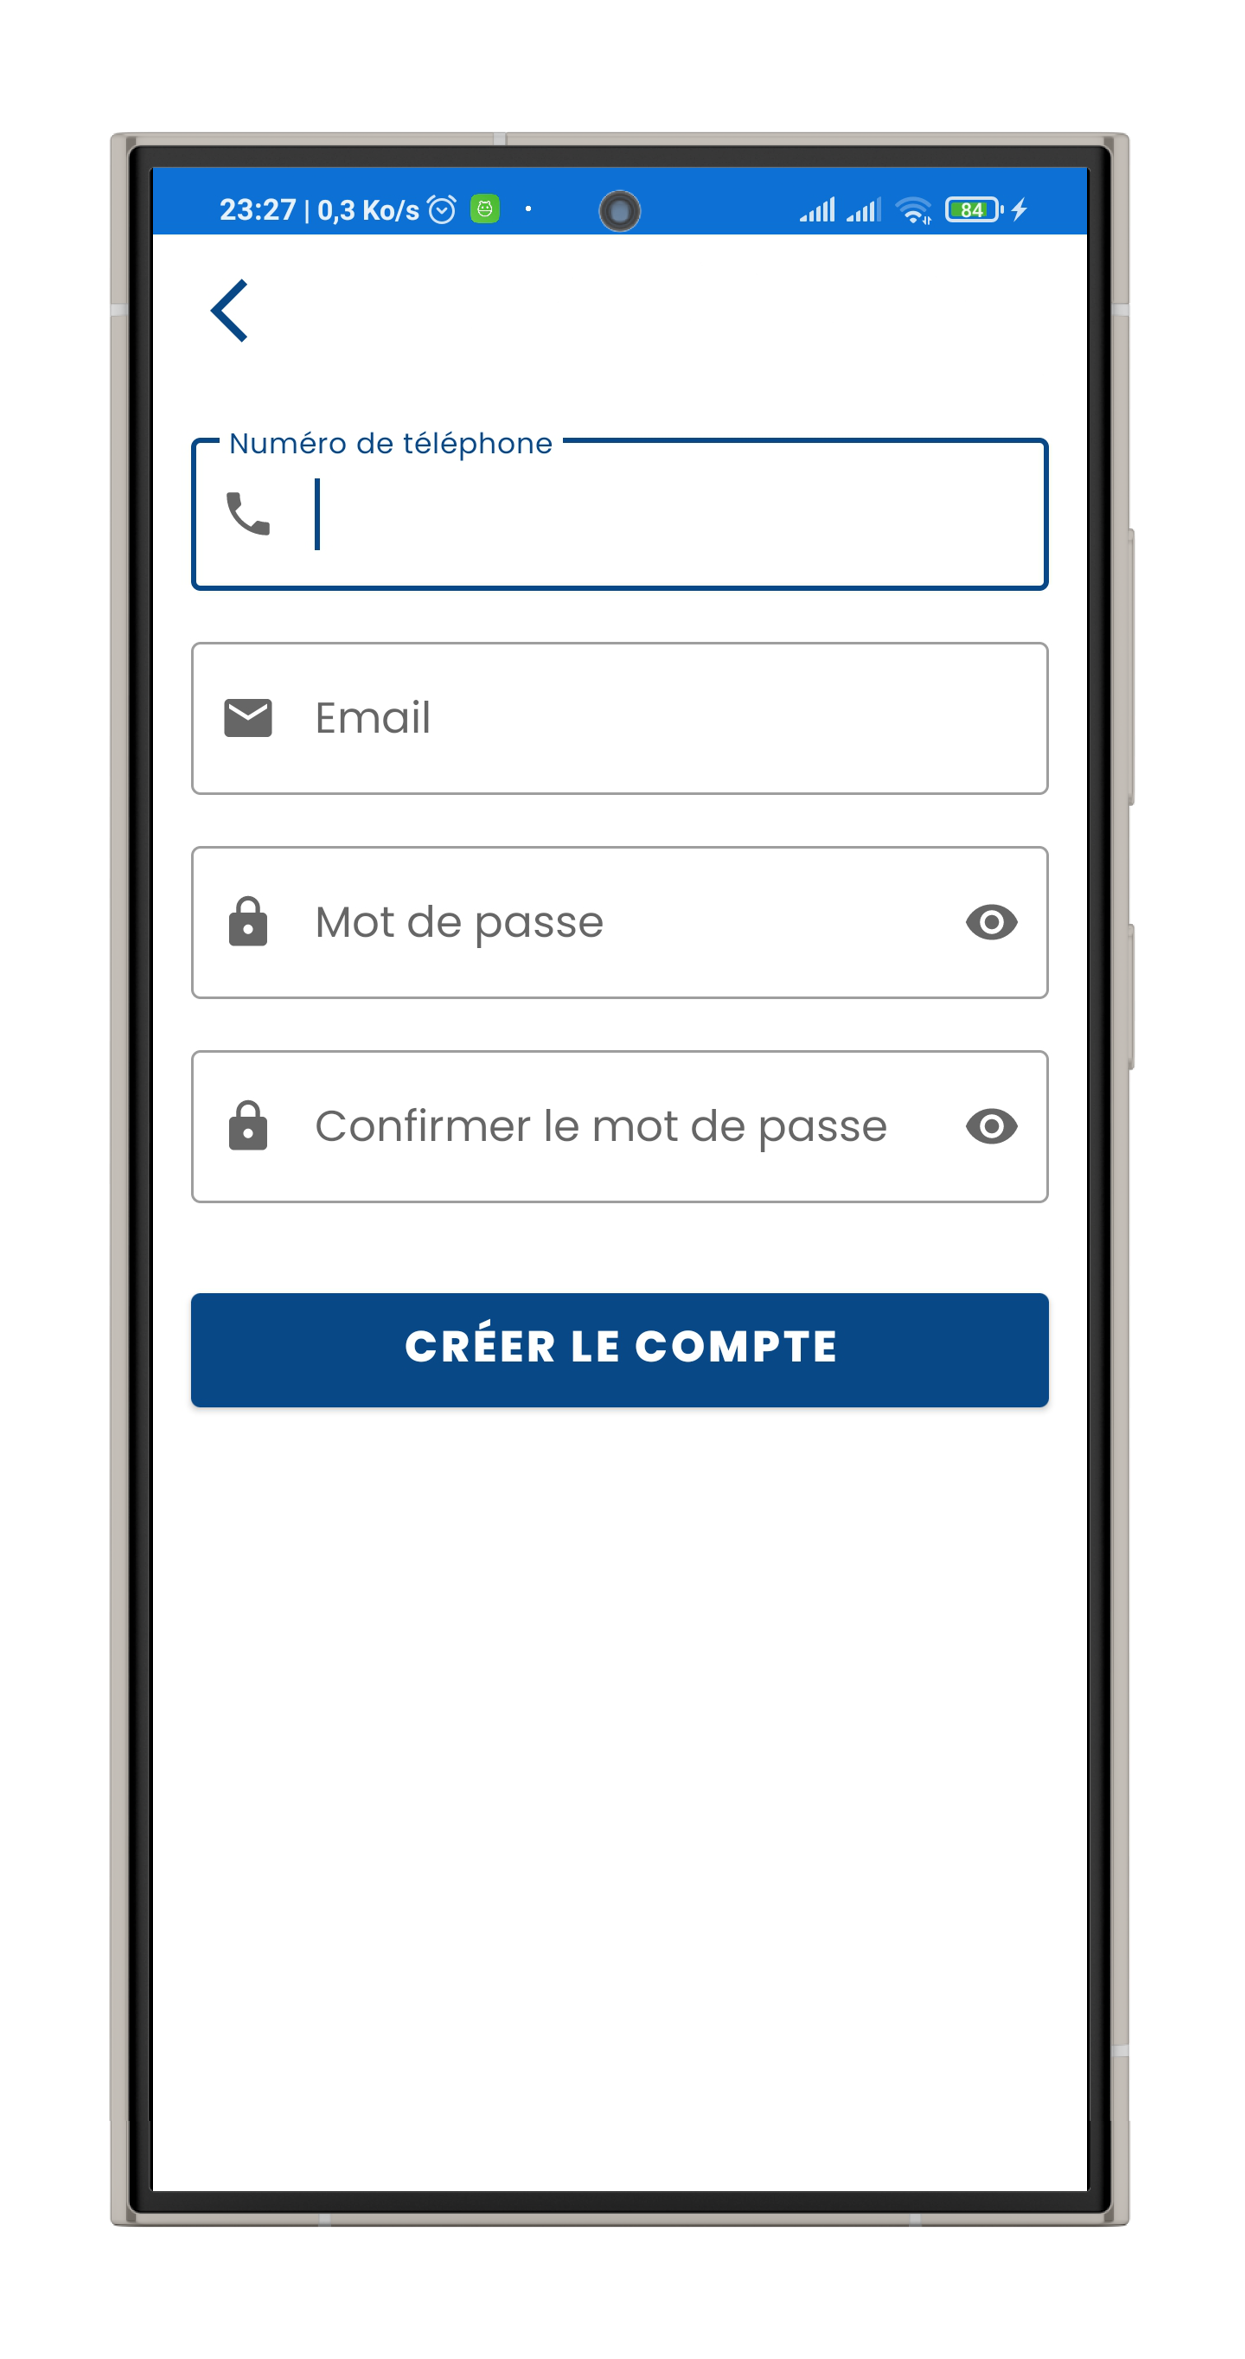 23:27 | 0,3 Ko/s 84
Numéro de téléphone
Email
Mot de passe
Confirmer le mot de passe
CRÉER LE COMPTE